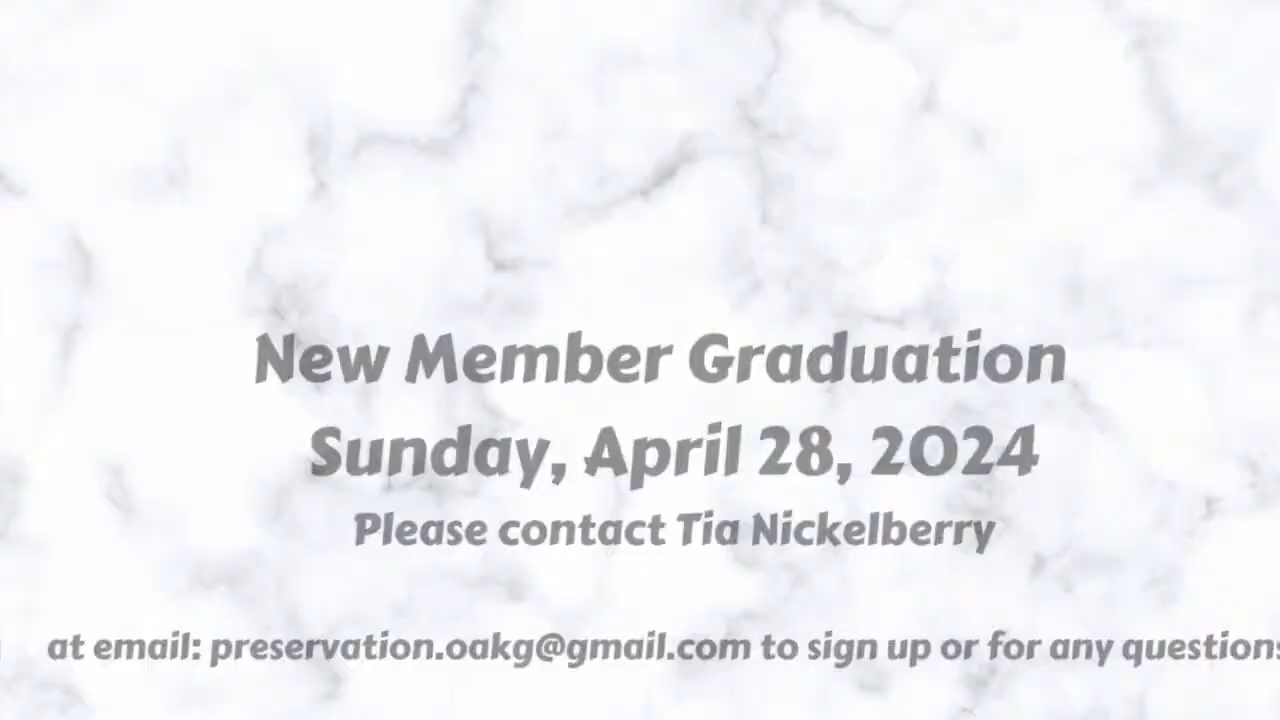 New Member Graduation
Sunday, April 28, 2024
Please contact Tia Nickelberry
at email: preservation.oakg@gmail.com to sign up or for any questions